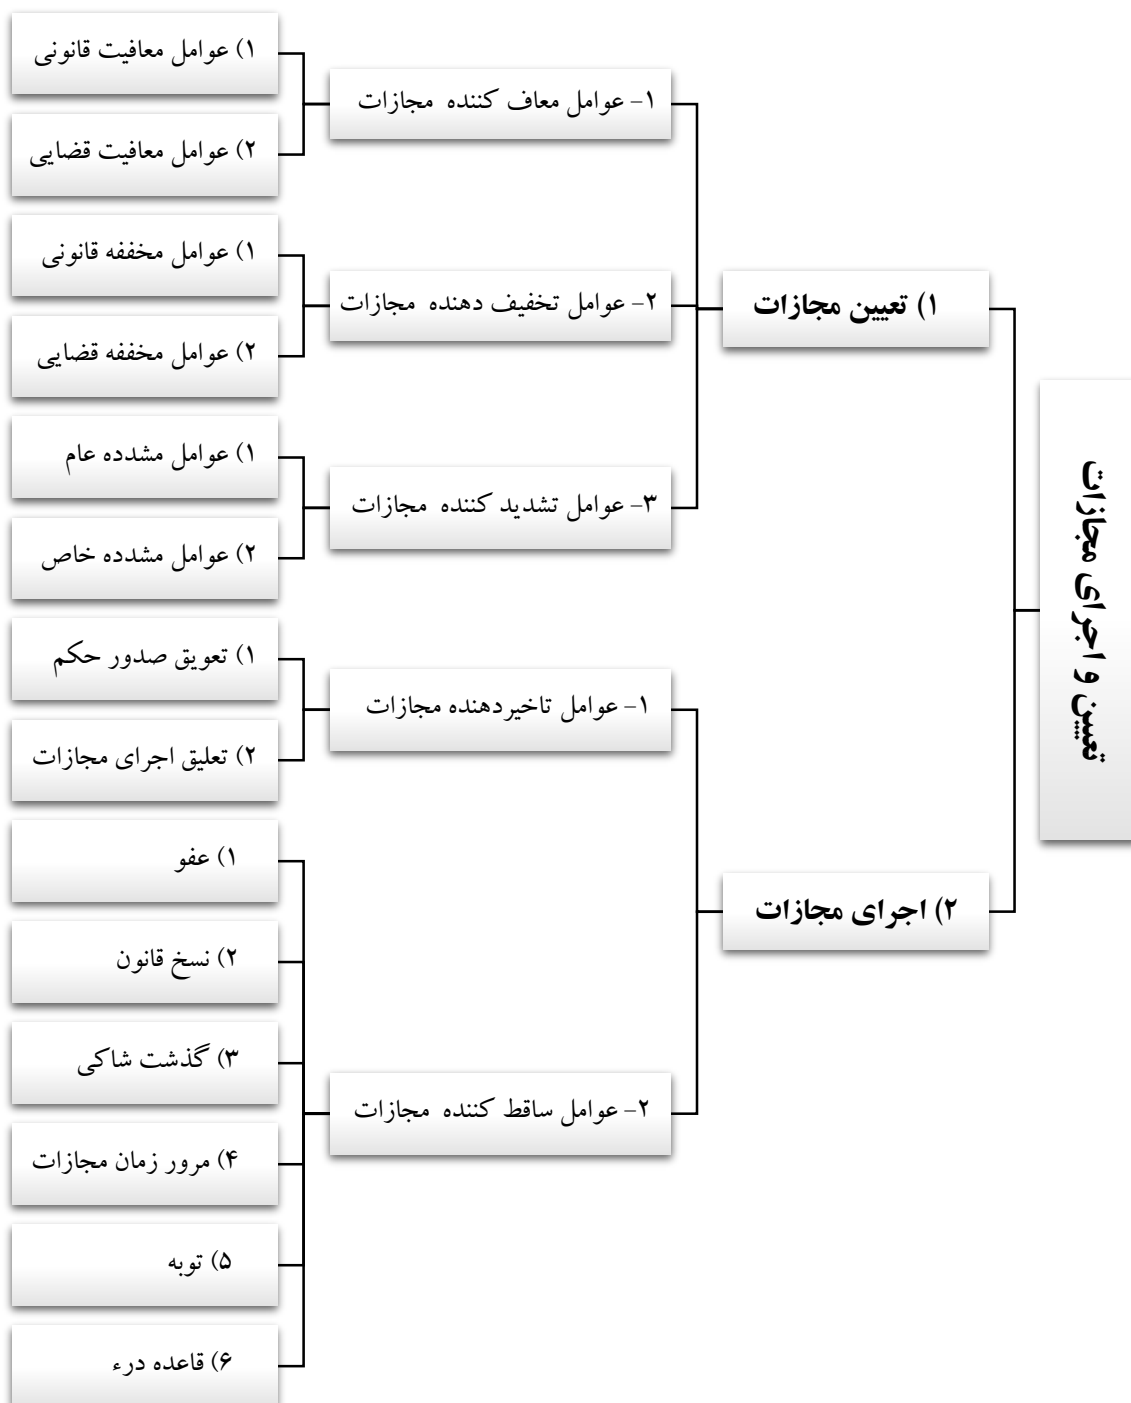 تعیین و اجرای مجازات
۱) تعیین مجازات
۱- عوامل معاف کننده مجازات
۱) عوامل معافیت قانونی
۲) عوامل معافیت قضایی
۲- عوامل تخفیف دهنده مجازات
۱) عوامل مخففه قانونی
۲) عوامل مخففه قضایی
۳- عوامل تشدید کننده مجازات
۱) عوامل مشدده عام
۲) عوامل مشدده خاص
۲) اجرای مجازات
۱- عوامل تاخیردهنده مجازات
۱) تعویق صدور حکم
۲) تعلیق اجرای مجازات
۲- عوامل ساقط کننده مجازات
۱) عفو
۲) نسخ قانون
۳) گذشت شاکی
۴) مرور زمان مجازات
۵) توبه
۶) قاعده درء